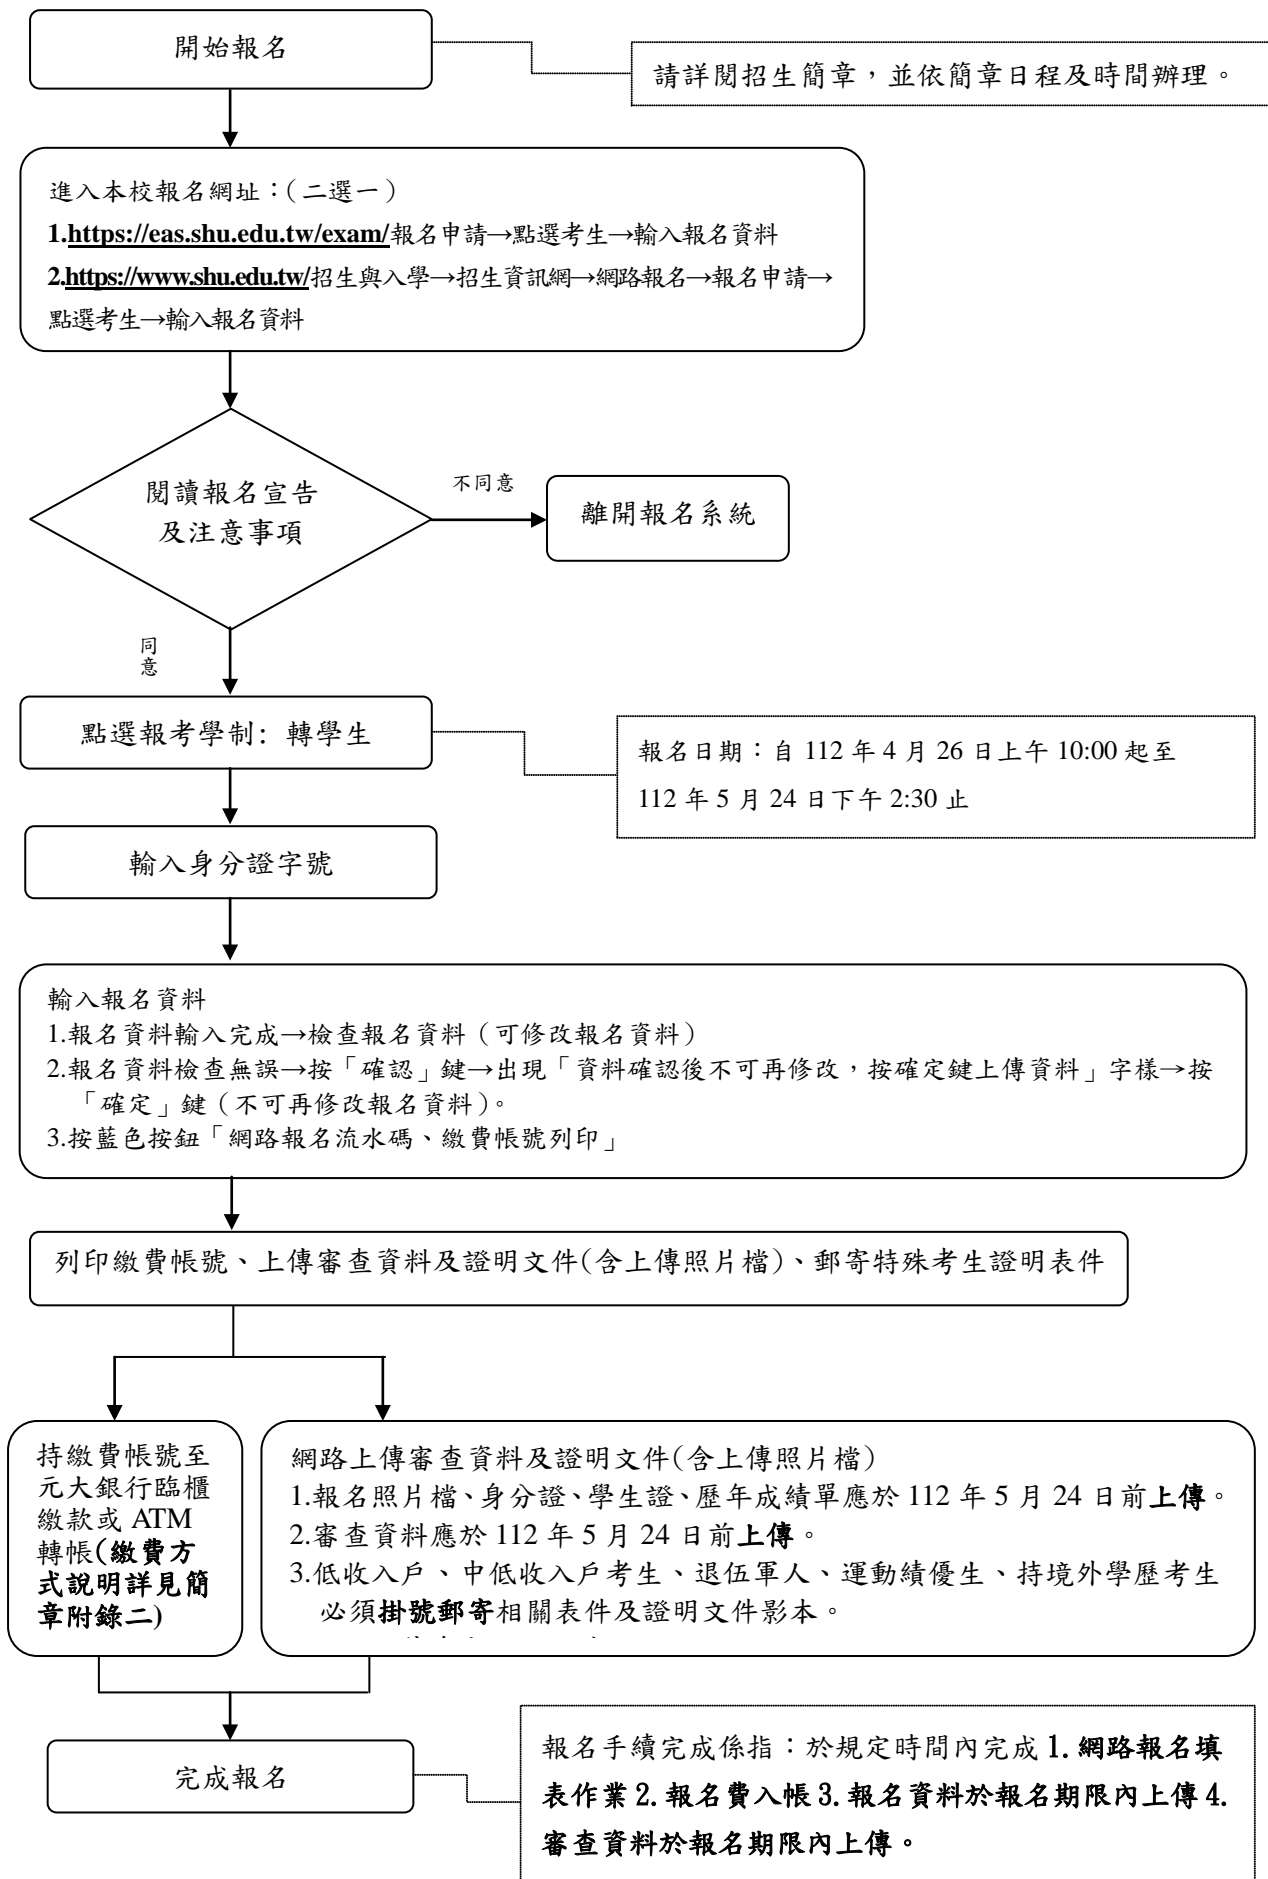 開始報名
請詳閱招生簡章，並依簡章日程及時間辦理。
進入本校報名網址：(二選一)
1.https://eas.shu.edu.tw/exam/報名申請→點選考生→輸入報名資料
2.https://www.shu.edu.tw/招生與入學→招生資訊網→網路報名→報名申請→
點選考生→輸入報名資料
閱讀報名宣告
及注意事項
不同意
離開報名系統
同
意
點選報考學制: 轉學生
報名日期：自 112 年 4 月 26 日上午 10:00 起至
112 年 5 月 24 日下午 2:30 止
輸入身分證字號
輸入報名資料
1.報名資料輸入完成→檢查報名資料（可修改報名資料）
2.報名資料檢查無誤→按「確認」鍵→出現「資料確認後不可再修改，按確定鍵上傳資料」字樣→按
「確定」鍵（不可再修改報名資料）。
3.按藍色按鈕「網路報名流水碼、繳費帳號列印」
列印繳費帳號、上傳審查資料及證明文件(含上傳照片檔)、郵寄特殊考生證明表件
持繳費帳號至
元大銀行臨櫃
繳款或 ATM
轉帳(繳費方
式說明詳見簡
章附錄二)
網路上傳審查資料及證明文件(含上傳照片檔)
1.報名照片檔、身分證、學生證、歷年成績單應於 112 年 5 月 24 日前上傳。
2.審查資料應於 112 年 5 月 24 日前上傳。
3.低收入戶、中低收入戶考生、退伍軍人、運動績優生、持境外學歷考生
必須掛號郵寄相關表件及證明文件影本。
完成報名
報名手續完成係指：於規定時間內完成 1. 網路報名填
表作業 2. 報名費入帳 3. 報名資料於報名期限內上傳 4.
審查資料於報名期限內上傳。